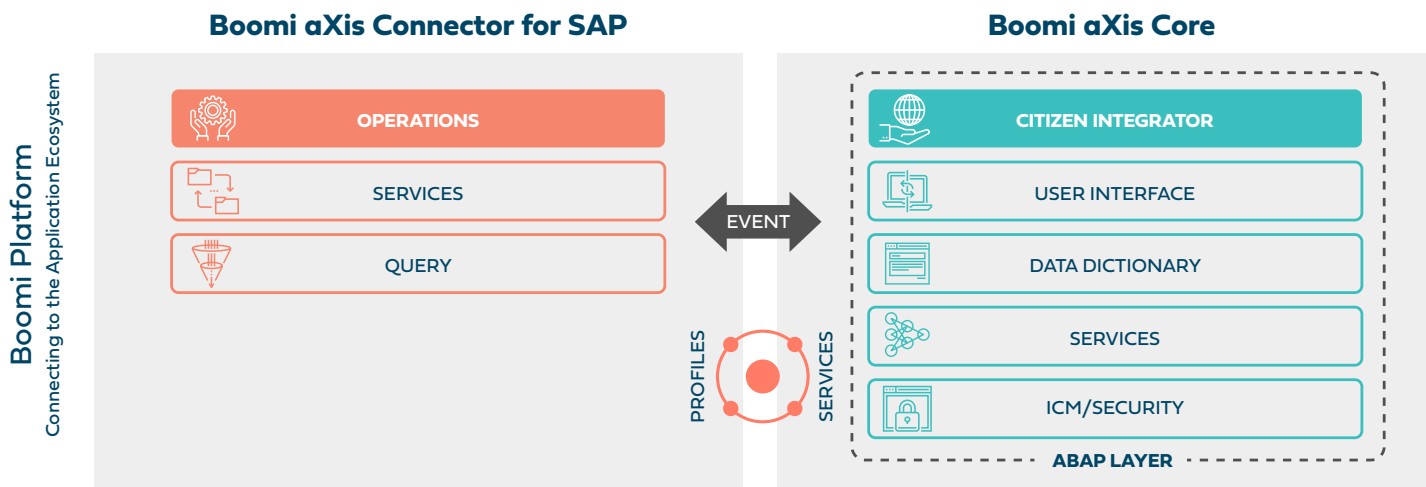 Boomi aXis Connector for SAP
Boomi aXis Core
Boomi Platform
Connecting to the Application Ecosystem
OPERATIONS
SERVICES
QUERY
EVENT
PROFILES
SERVICES
CITIZEN INTEGRATOR
USER INTERFACE
DATA DICTIONARY
SERVICES
ICM/SECURITY
ABAP LAYER